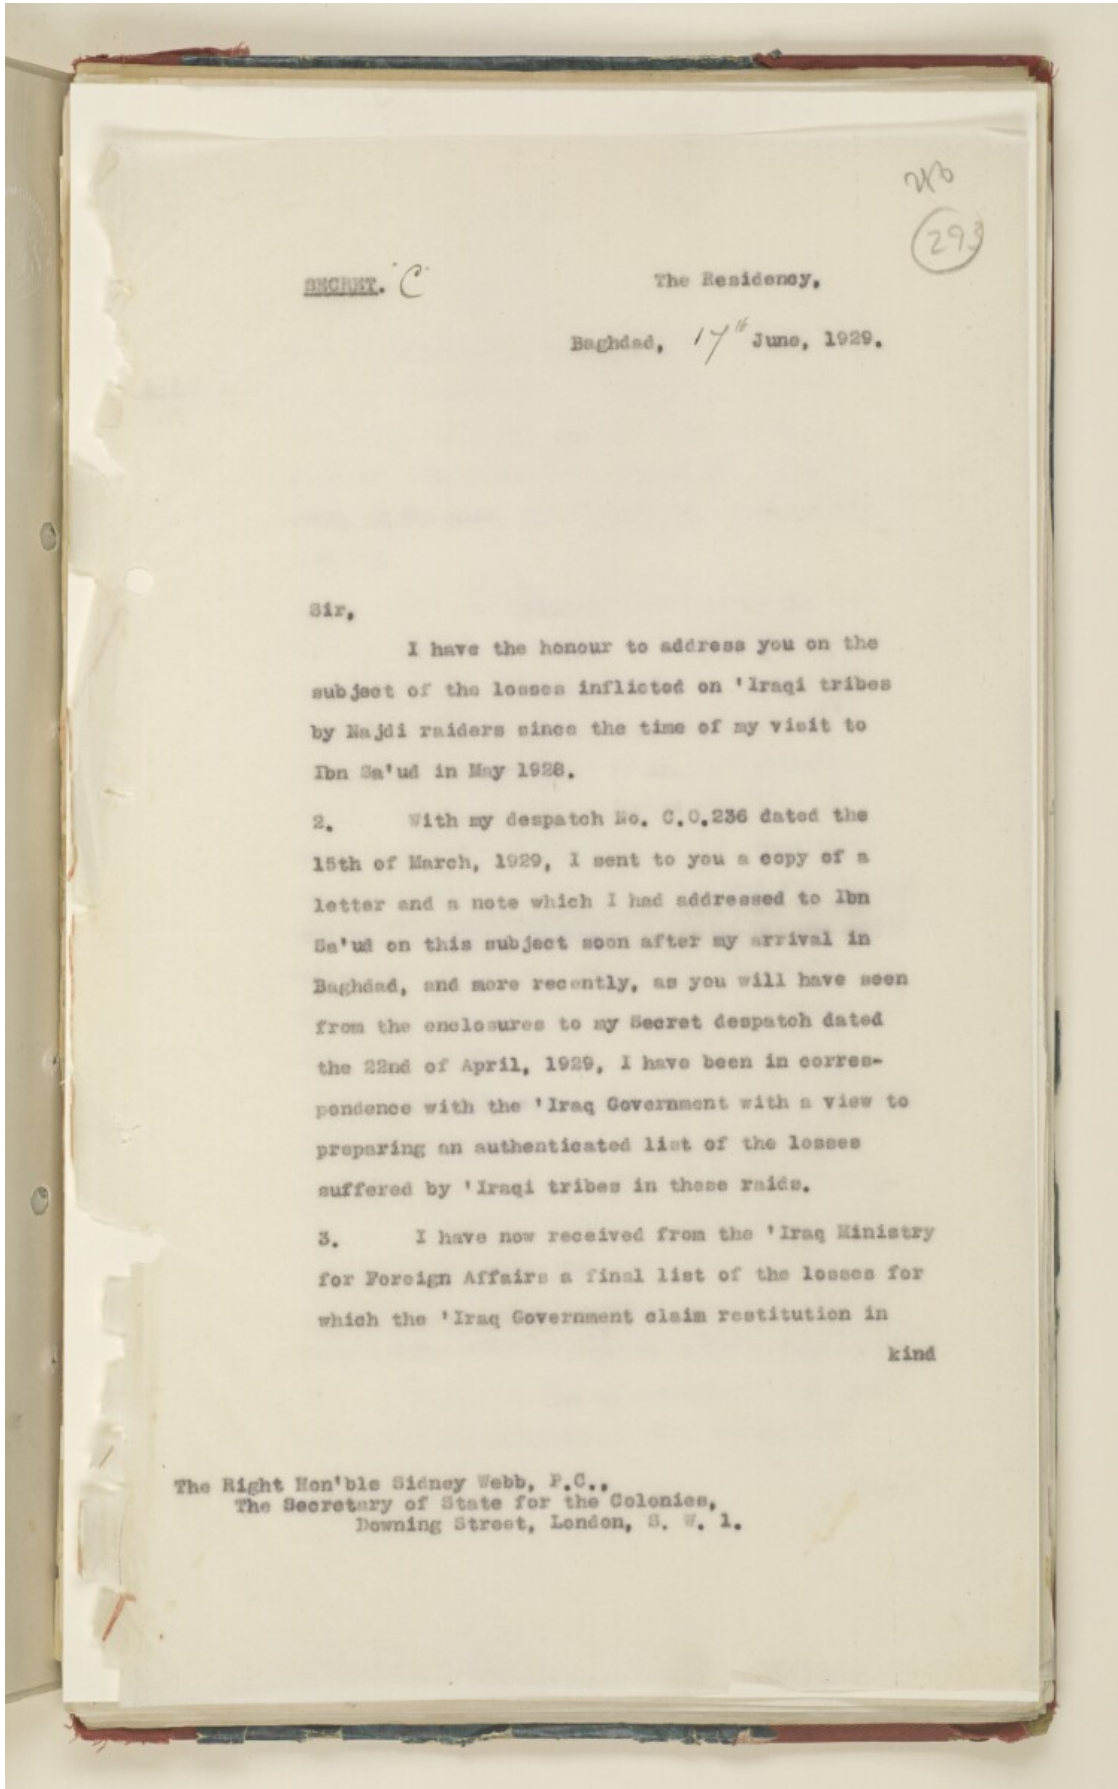 293
SECRET. "C"
The Residency,
Baghdad, 17th June, 1929.
Sir,
I have the honour to address you on the
subject of the losses inflicted on 'Iraqi tribes
by Najdi raiders since the time of my visit to
Ibn Sa'ud in May 1928.
2. With my despatch No. C.O.236 dated the
15th of March, 1929, I sent to you a copy of a
letter and a note which I had addressed to Ibn
Sa'ud on this subject soon after my arrival in
Baghdad, and more recently, as you will have seen
from the enclosures to my Secret despatch dated
the 22nd of April, 1929, I have been in corres-
pondence with the 'Iraq Government with a view to
preparing an authenticated list of the losses
suffered by 'Iraqi tribes in these raids.
3. I have now received from the 'Iraq Ministry
for Foreign Affairs a final list of the losses for
which the 'Iraq Government claim restitution in
kind
The Right Hon'ble Sidney Webb, P.C.,
The Secretary of State for the Colonies,
Downing Street, London, S. W. 1.